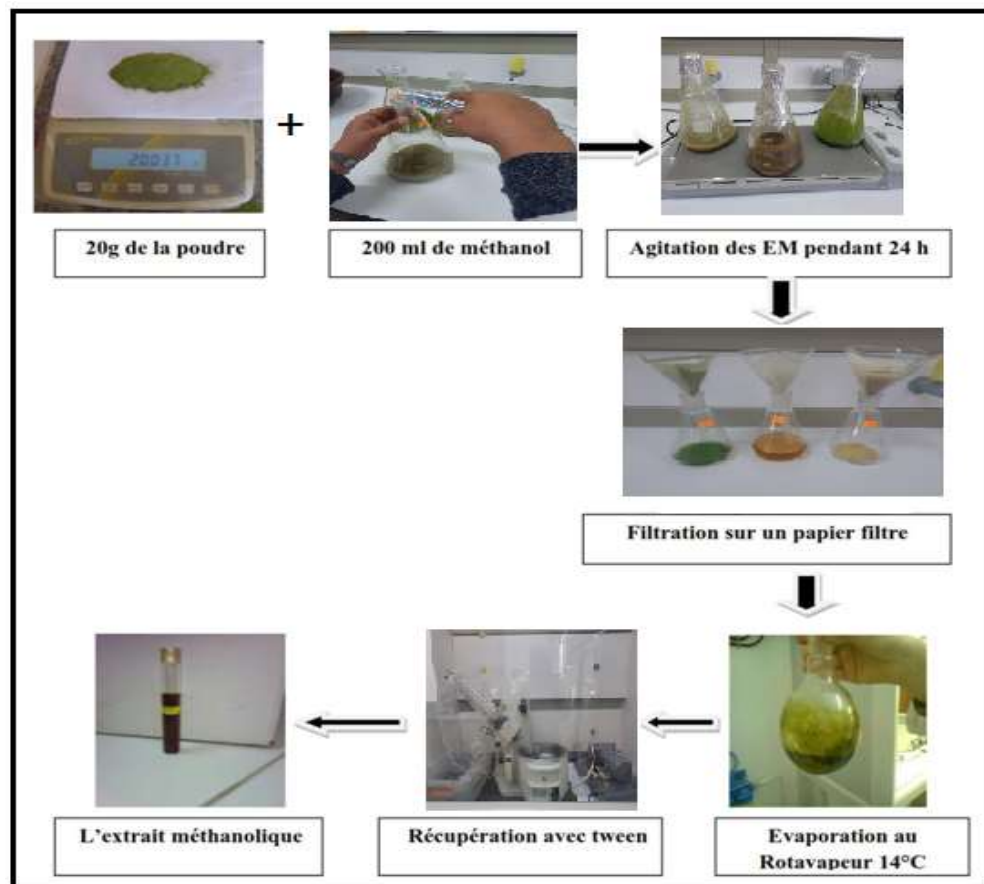 20037
+
20g de la poudre
200 ml de méthanol
Agitation des EM pendant 24 h
Filtration sur un papier filtre
Evaporation au
Rotavapeur 14°C
Récupération avec tween
L'extrait méthanolique